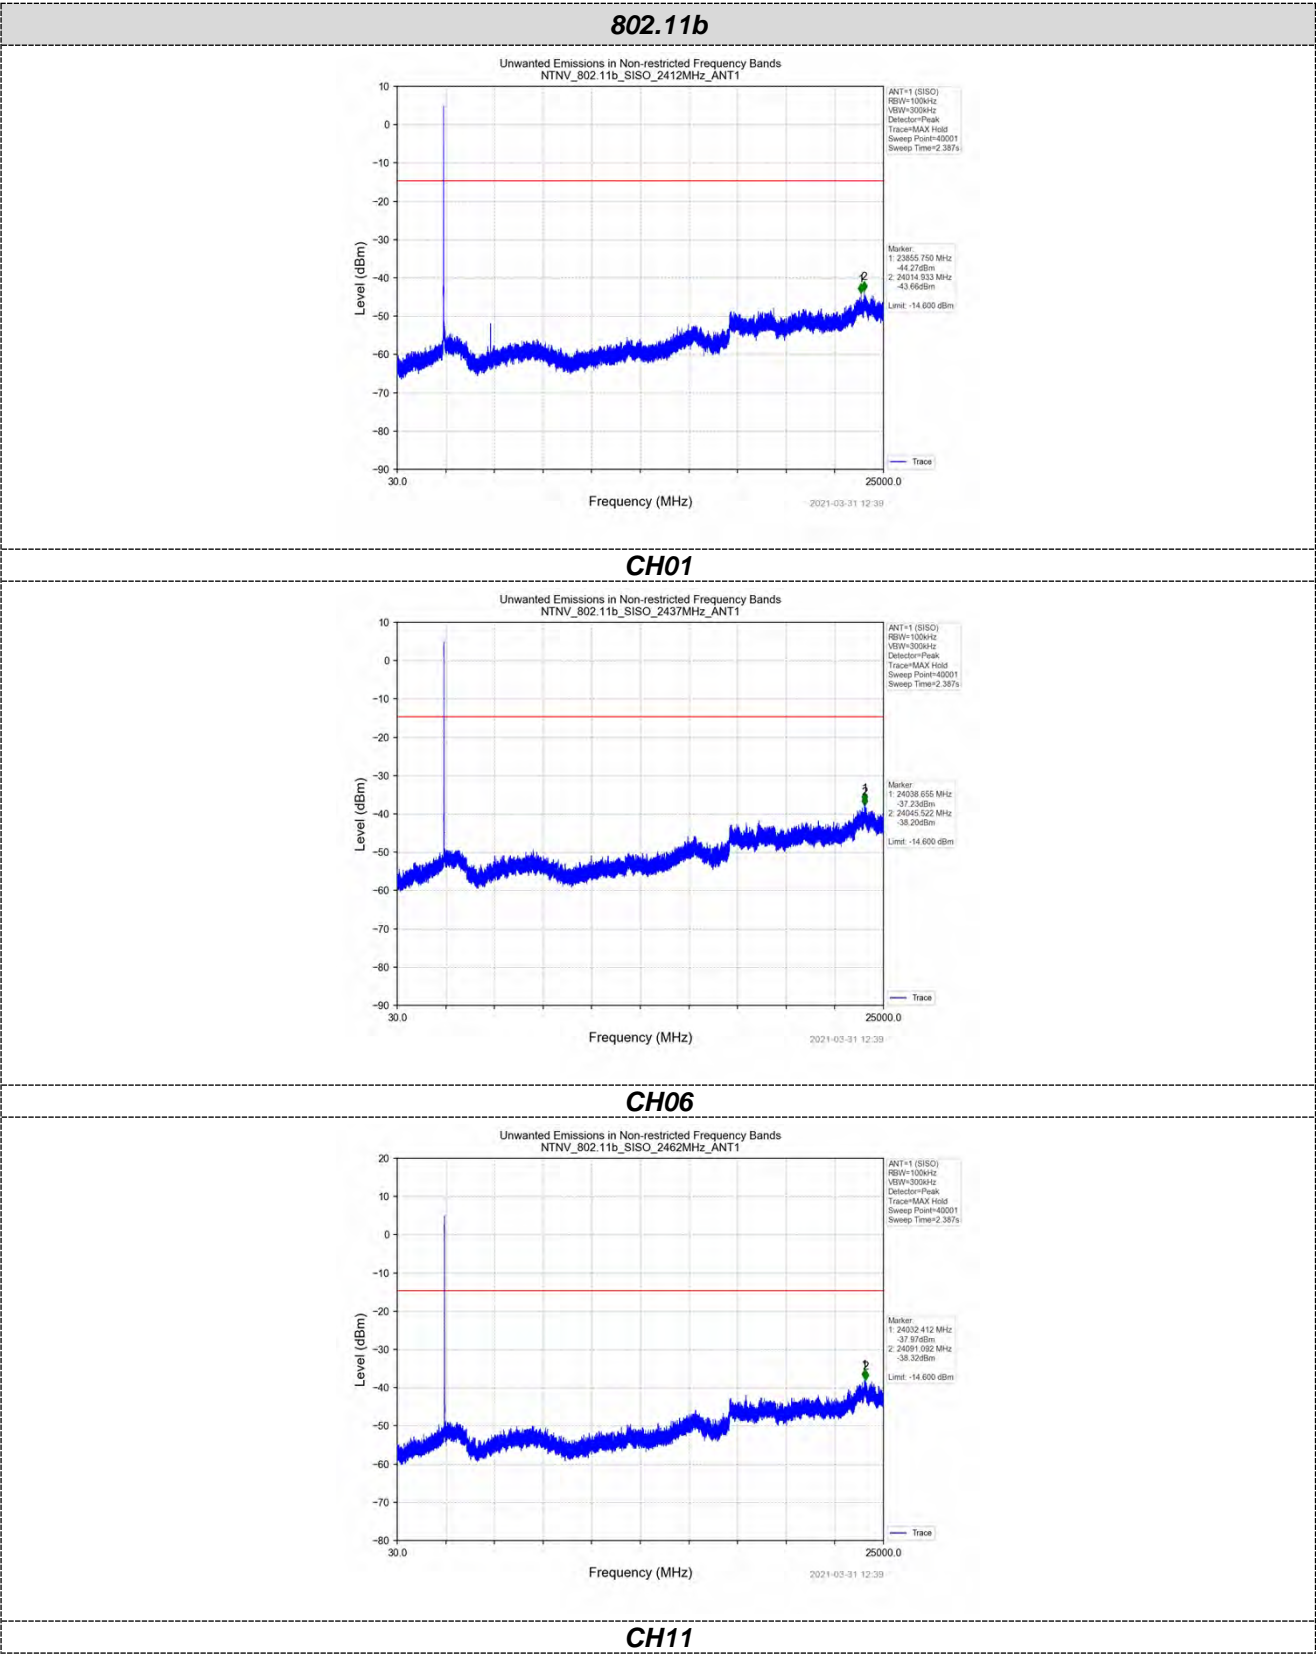 802.11b
Unwanted Emissions in Non-restricted Frequency Bands
NTNV_802.11b_SISO_2412MHz_ANT1
10
0
−10
−20
−30
−40
−50
−60
−70
−80
−90
Level (dBm)
30.0
25000.0
Frequency (MHz)
2021-03-31 12:39
ANT=1 (SISO)
RBW=100kHz
VBW=300kHz
Detector=Peak
Trace=MAX Hold
Sweep Point=40001
Sweep Time=2.387s
Marker:
1: 23855.750 MHz
-44.27dBm
2: 24014.933 MHz
-43.66dBm
Limit: -14.600 dBm
1
2
Trace
CH01
Unwanted Emissions in Non-restricted Frequency Bands
NTNV_802.11b_SISO_2437MHz_ANT1
10
0
−10
−20
−30
−40
−50
−60
−70
−80
−90
Level (dBm)
30.0
25000.0
Frequency (MHz)
2021-03-31 12:39
ANT=1 (SISO)
RBW=100kHz
VBW=300kHz
Detector=Peak
Trace=MAX Hold
Sweep Point=40001
Sweep Time=2.387s
Marker:
1: 24038.655 MHz
-37.23dBm
2: 24045.522 MHz
-38.20dBm
Limit: -14.600 dBm
1
2
Trace
CH06
Unwanted Emissions in Non-restricted Frequency Bands
NTNV_802.11b_SISO_2462MHz_ANT1
20
10
0
−10
−20
−30
−40
−50
−60
−70
−80
Level (dBm)
30.0
25000.0
Frequency (MHz)
2021-03-31 12:39
ANT=1 (SISO)
RBW=100kHz
VBW=300kHz
Detector=Peak
Trace=MAX Hold
Sweep Point=40001
Sweep Time=2.387s
Marker:
1: 24032.412 MHz
-37.97dBm
2: 24091.092 MHz
-38.32dBm
Limit: -14.600 dBm
1
2
Trace
CH11